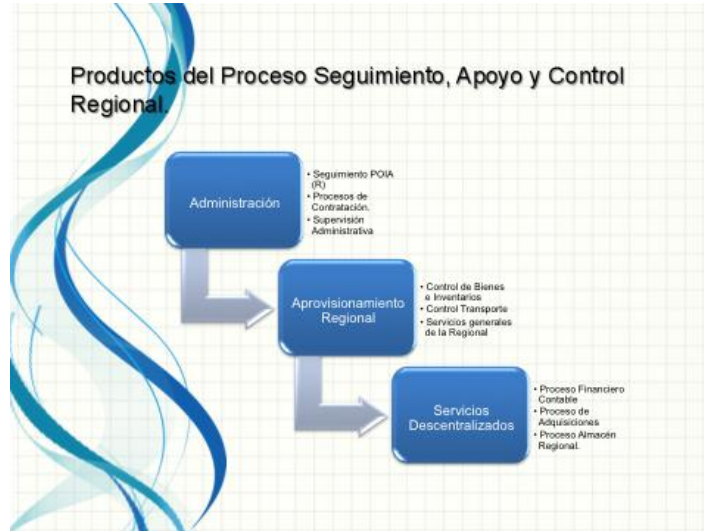 Productos del Proceso Seguimiento, Apoyo y Control
Regional.
Administración
• Seguimiento POIA
(R)
• Procesos de
Contratación.
• Supervisión
Administrativa
Aprovisionamiento
Regional
• Control de Bienes
e Inventarios
• Control Transporte
• Servicios generales
de la Regional
Servicios
Descentralizados
• Proceso Financiero
Contable
• Proceso de
Adquisiciones
• Proceso Almacén
Regional.